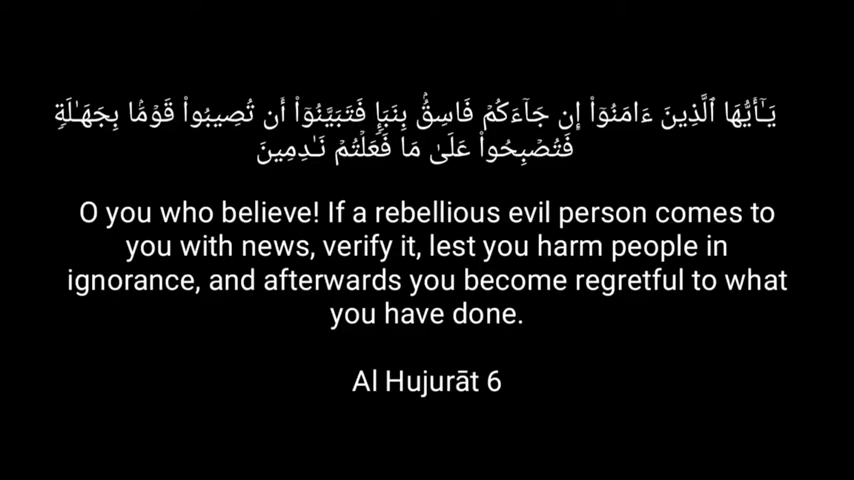 يَـٰٓأَيُّهَا ٱلَّذِينَ ءَامَنُوٓا۟ إِن جَآءَكُمْ فَاسِقٌۢ بِنَبَإٍۢ فَتَبَيَّنُوٓا۟ أَن تُصِيبُوا۟ قَوْمًۢا بِجَهَـٰلَةٍۢ
فَتُصْبِحُوا۟ عَلَىٰ مَا فَعَلْتُمْ نَـٰدِمِينَ
O you who believe! If a rebellious evil person comes to
you with news, verify it, lest you harm people in
ignorance, and afterwards you become regretful to what
you have done.
Al Hujurāt 6